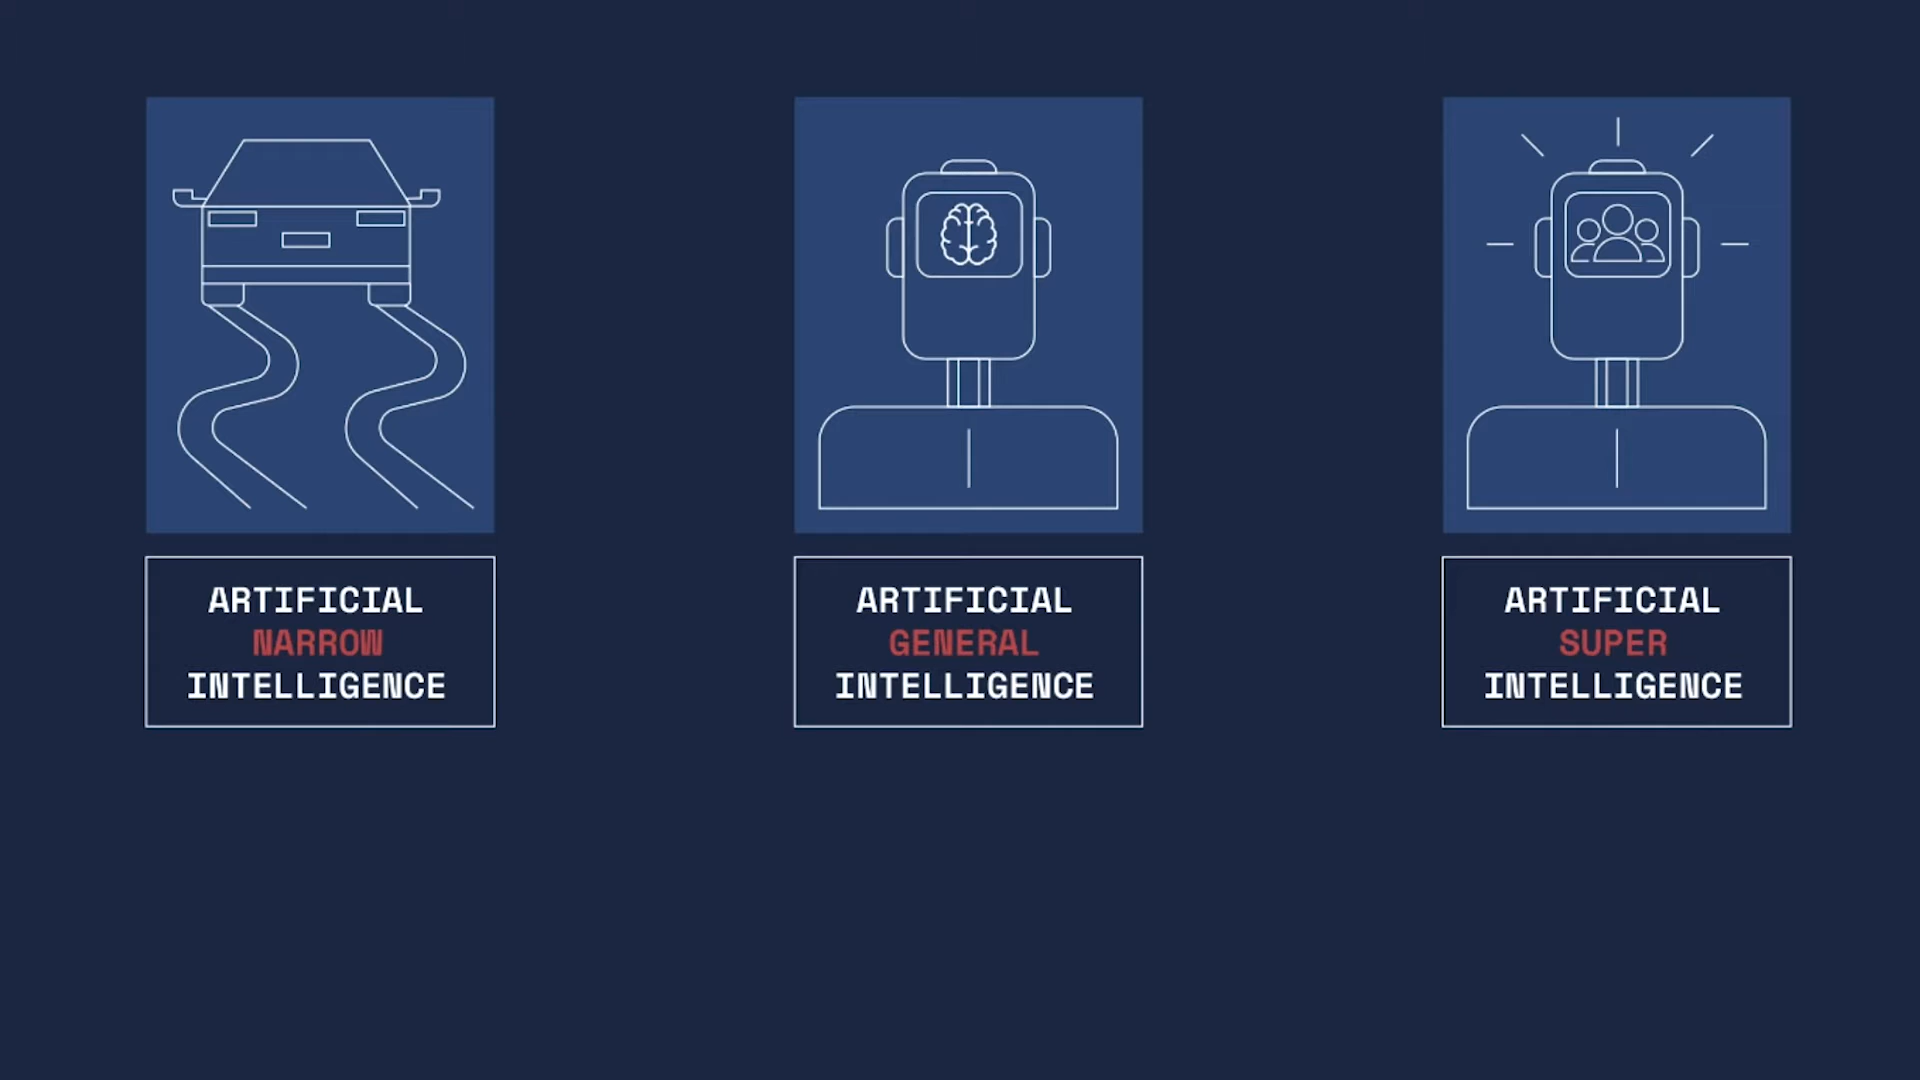 ARTIFICIAL
NARROW
INTELLIGENCE
ARTIFICIAL
GENERAL
INTELLIGENCE
ARTIFICIAL
SUPER
INTELLIGENCE